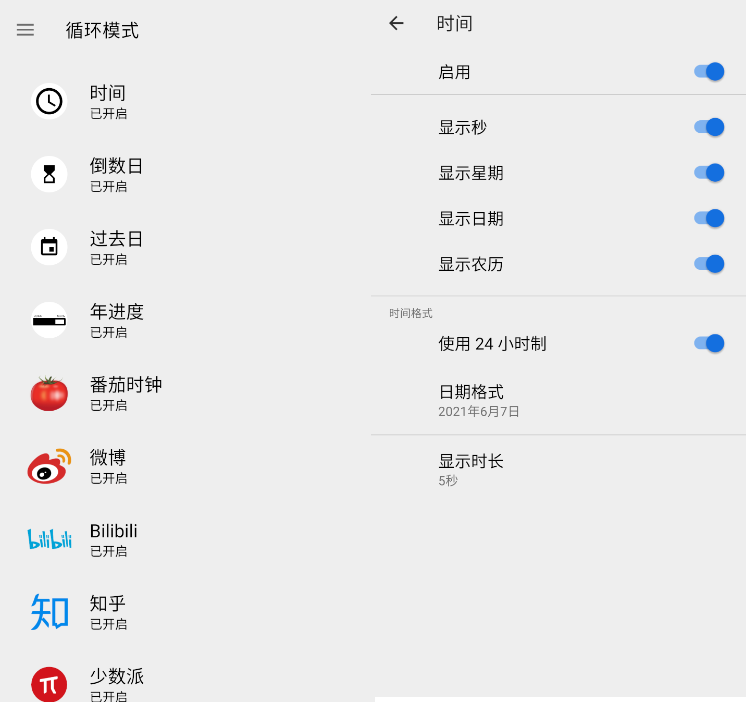 循环模式
时间
已开启
倒数日
已开启
过去日
已开启
年进度
已开启
番茄时钟
已开启
微博
已开启
bilibili
Bilibili
已开启
知
知乎
已开启
少数派
已开启
时间
启用
显示秒
显示星期
显示日期
显示农历
时间格式
使用 24 小时制
日期格式
2021年6月7日
显示时长
5秒